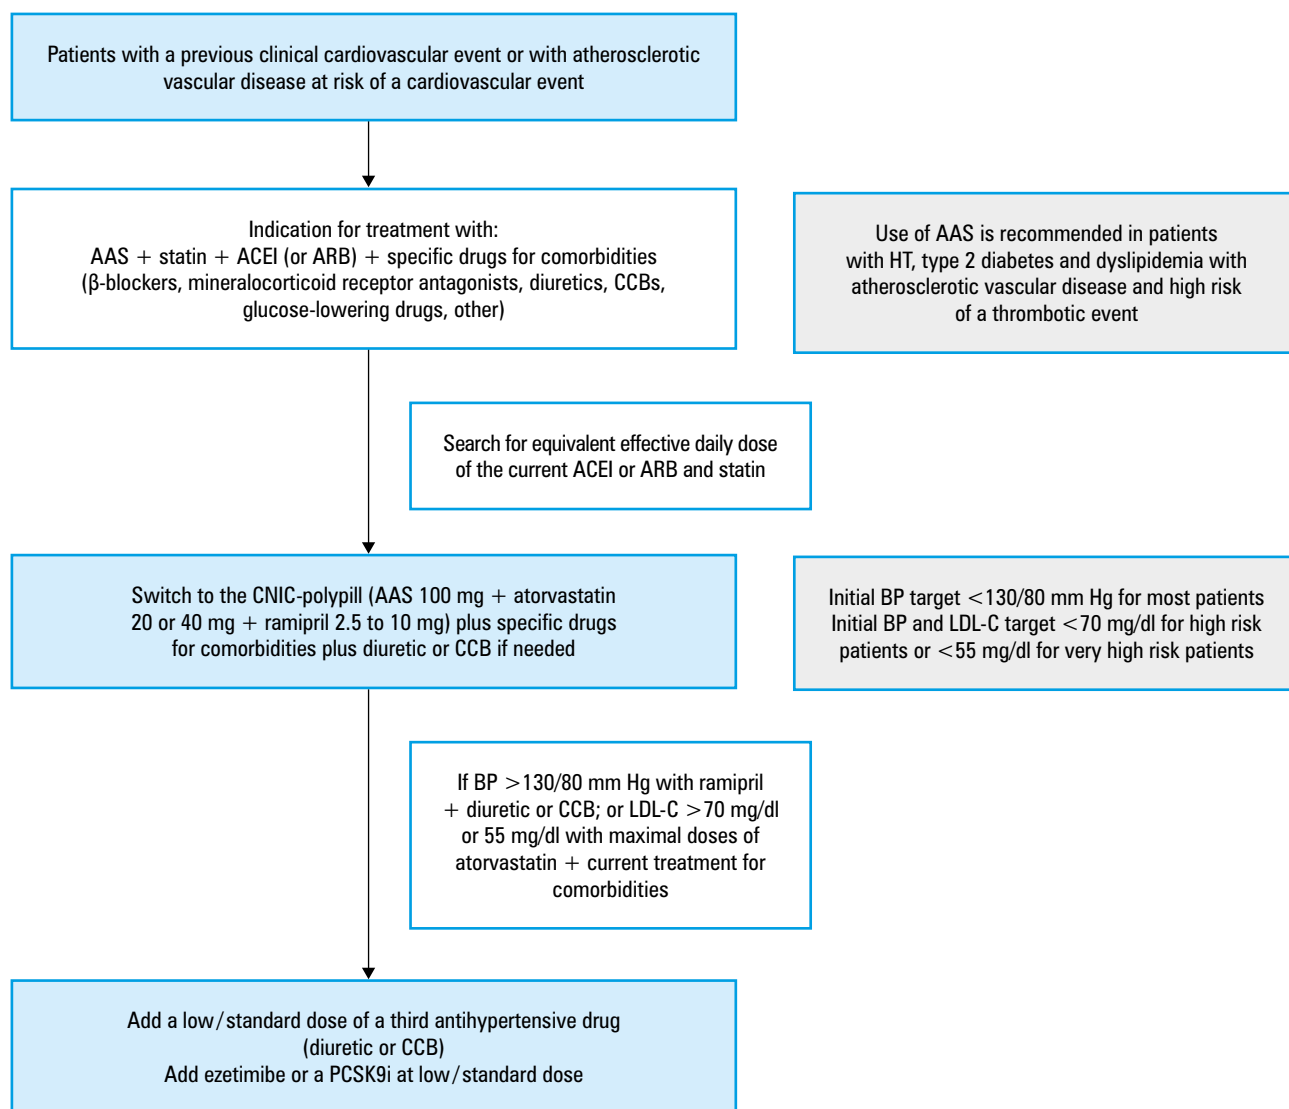 Patients with a previous clinical cardiovascular event or with atherosclerotic
vascular disease at risk of a cardiovascular event
Indication for treatment with:
AAS + statin + ACEI (or ARB) + specific drugs for comorbidities
(β-blockers, mineralocorticoid receptor antagonists, diuretics, CCBs,
glucose-lowering drugs, other)
Use of AAS is recommended in patients
with HT, type 2 diabetes and dyslipidemia with
atherosclerotic vascular disease and high risk
of a thrombotic event
Search for equivalent effective daily dose
of the current ACEI or ARB and statin
Switch to the CNIC-polypill (AAS 100 mg + atorvastatin
20 or 40 mg + ramipril 2.5 to 10 mg) plus specific drugs
for comorbidities plus diuretic or CCB if needed
Initial BP target <130/80 mm Hg for most patients
Initial BP and LDL-C target <70 mg/dl for high risk
patients or <55 mg/dl for very high risk patients
If BP >130/80 mm Hg with ramipril
+ diuretic or CCB; or LDL-C >70 mg/dl
or 55 mg/dl with maximal doses of
atorvastatin + current treatment for
comorbidities
Add a low/standard dose of a third antihypertensive drug
(diuretic or CCB)
Add ezetimibe or a PCSK9i at low/standard dose